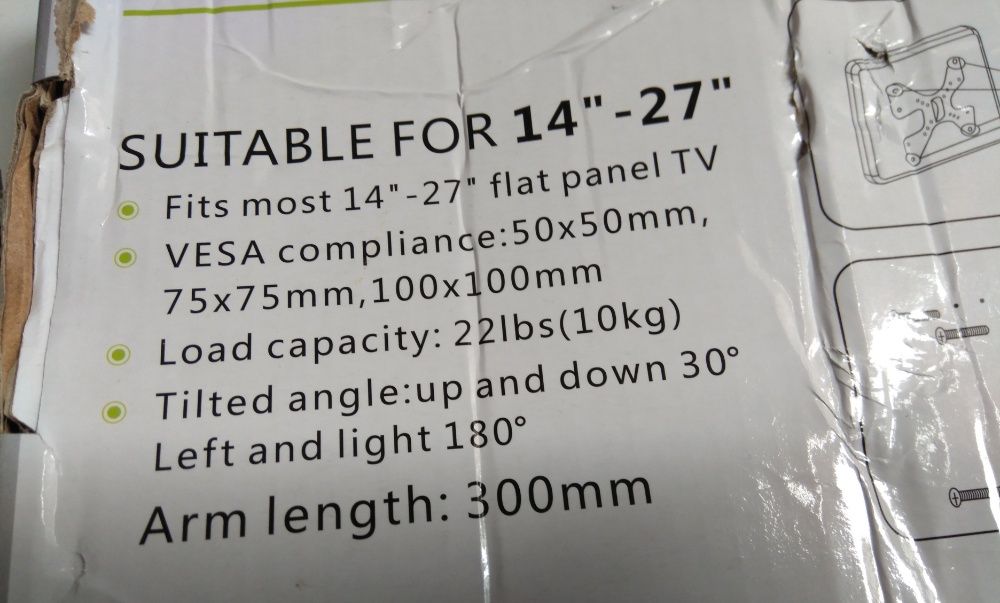 SUITABLE FOR 14"-27"
Fits most 14"-27" flat panel TV
VESA compliance:50x50mm,
75x75mm,100x100mm
Load capacity: 22lbs(10kg)
Tilted angle:up and down 30°
Left and light 180°
Arm length: 300mm